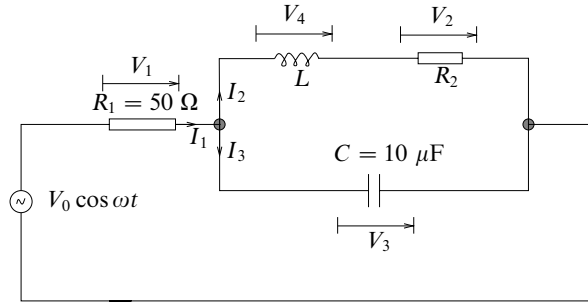 V₄
V₂
V₁
L
R₂
R₁ = 50 Ω
I₂
I₁
I₃
C = 10 μF
V₀ cos ωt
V₃